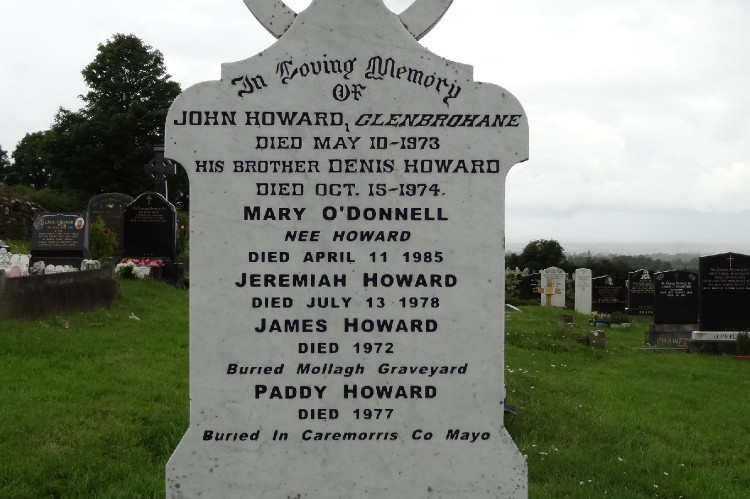 In Loving Memory
OF
JOHN HOWARD, GLENBROHANE
DIED MAY 10-1973
HIS BROTHER DENIS HOWARD
DIED OCT. 15-1974.
MARY O'DONNELL
NEE HOWARD
DIED APRIL 11 1985
JEREMIAH HOWARD
DIED JULY 13 1978
JAMES HOWARD
DIED 1972
Buried Mollagh Graveyard
PADDY HOWARD
DIED 1977
Buried In Caremorris Co Mayo